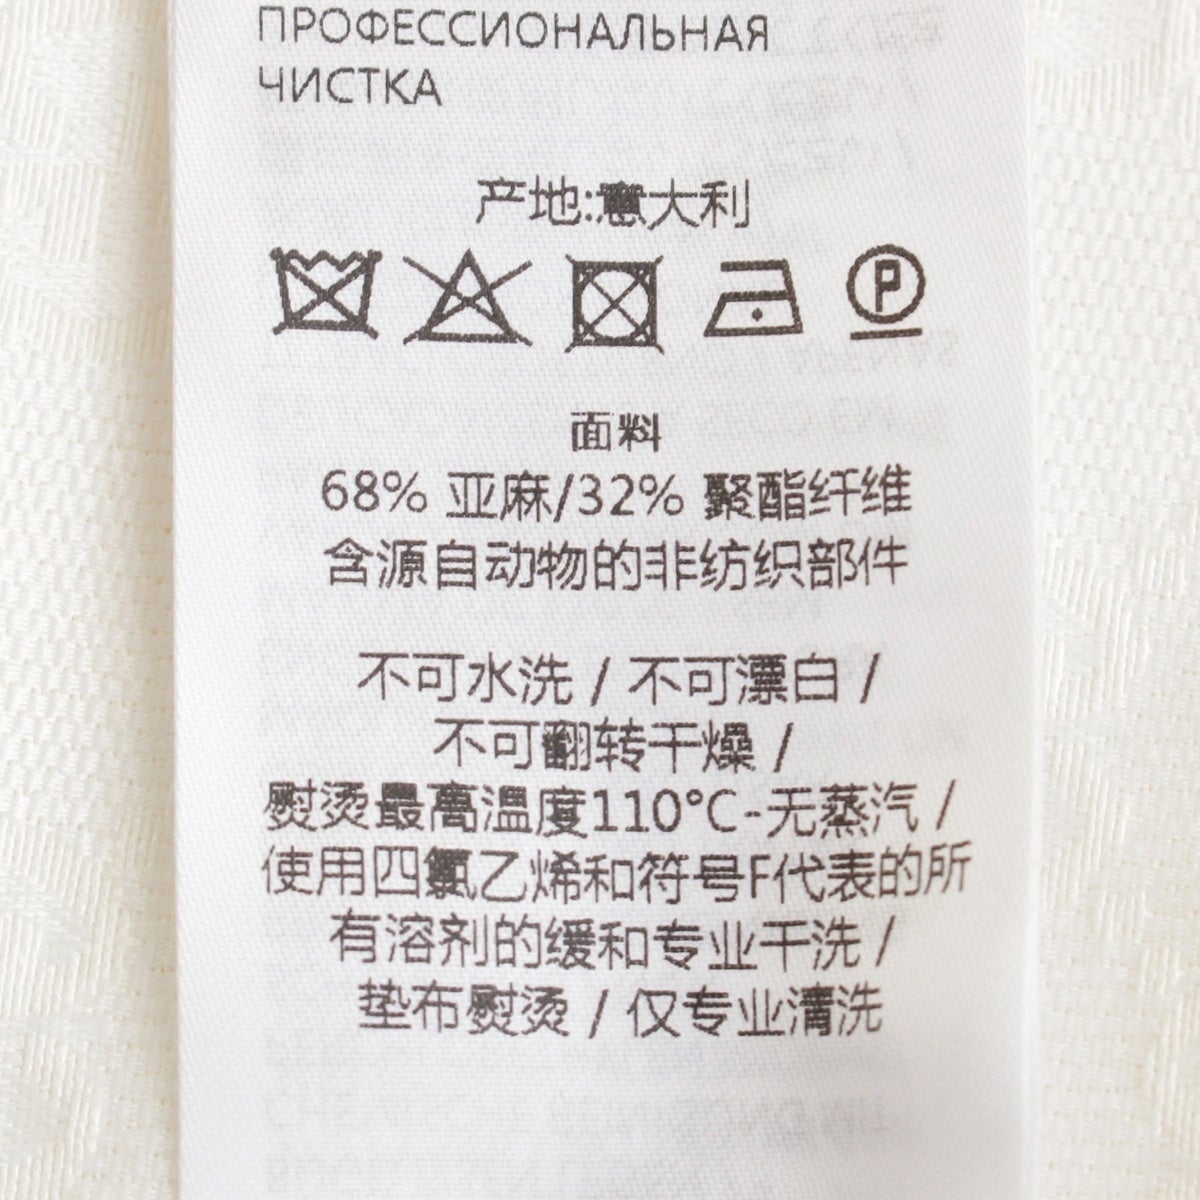 ПРОФЕССИОНАЛЬНАЯ
ЧИСТКА
产地:意大利
P
面料
68% 亚麻/32% 聚酯纤维
含源自动物的非纺织部件
不可水洗 / 不可漂白 /
不可翻转干燥 /
熨烫最高温度110°C-无蒸汽 /
使用四氯乙烯和符号F代表的所
有溶剂的缓和专业干洗 /
垫布熨烫 / 仅专业清洗